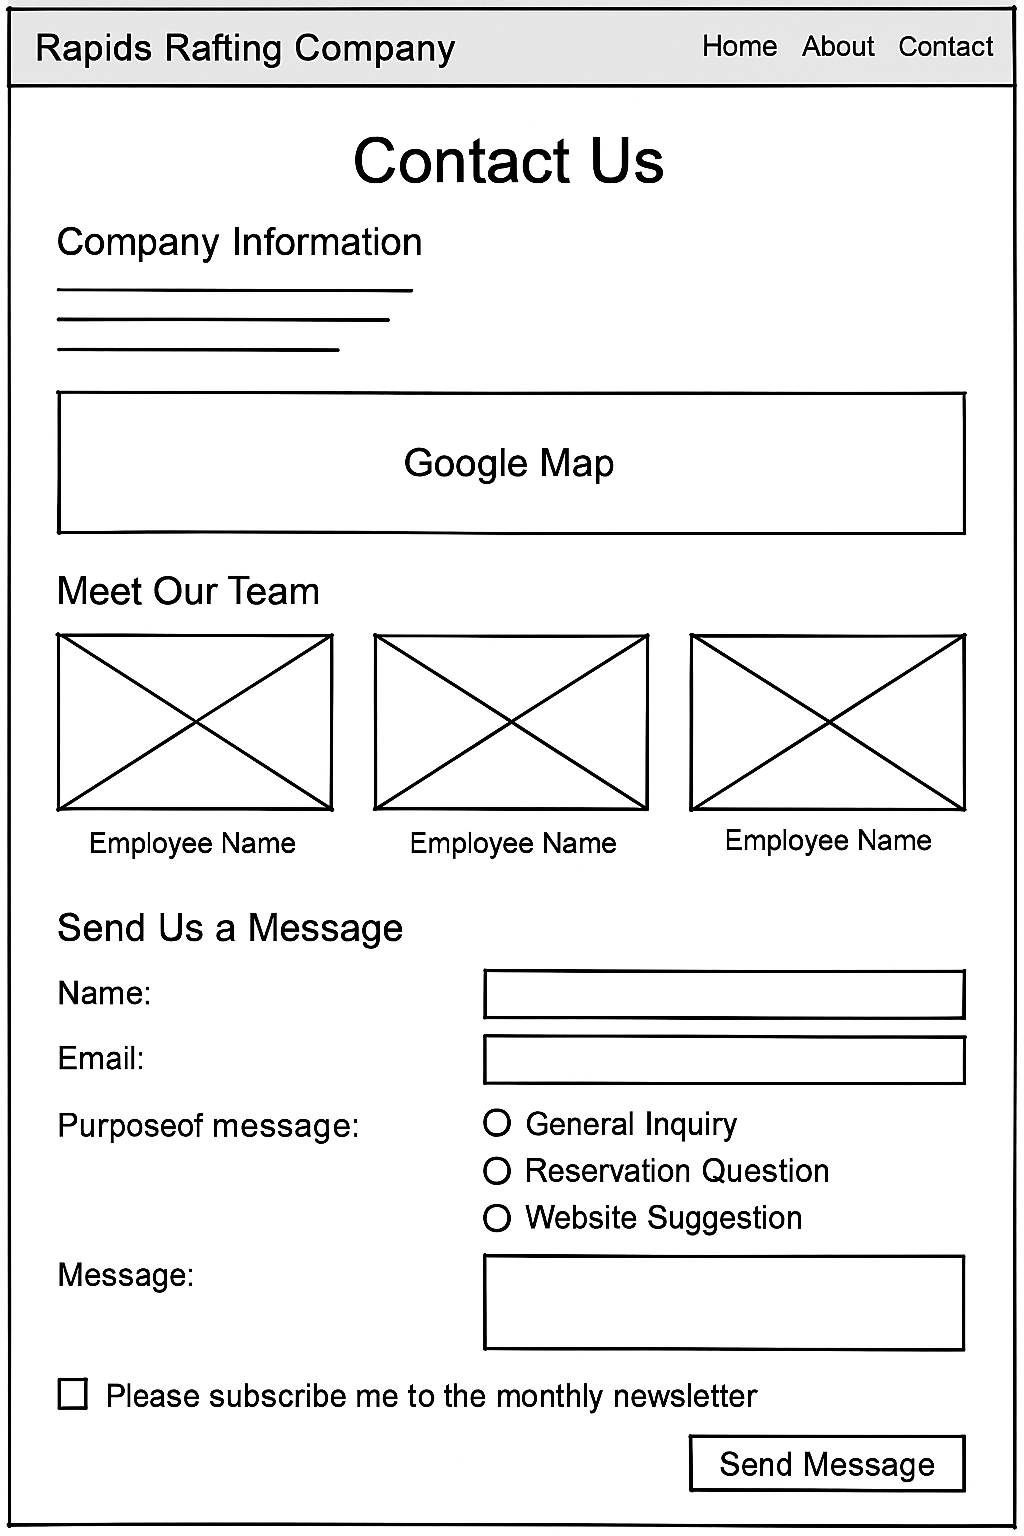 Rapids Rafting Company Home About Contact
Contact Us
Company Information
Google Map
Meet Our Team
Employee Name Employee Name Employee Name
Send Us a Message
Name:
Email:
Purposeof message:
General Inquiry
Reservation Question
Website Suggestion
Message:
Please subscribe me to the monthly newsletter
Send Message